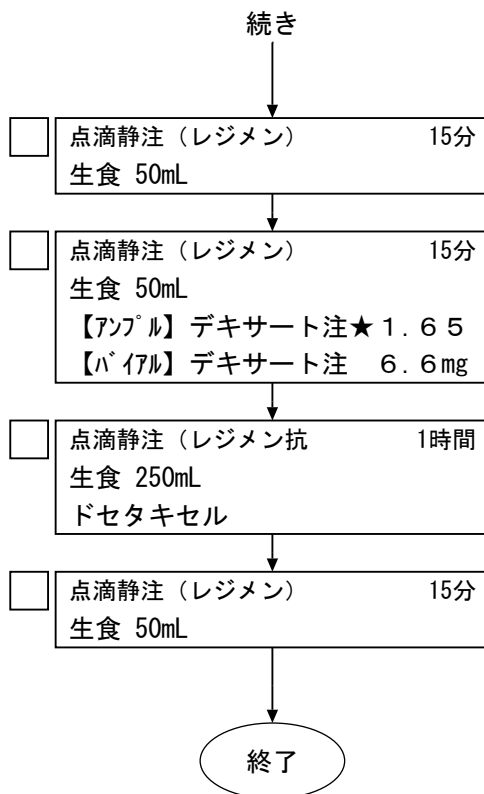 続き
点滴静注（レジメン） 15分
生食 50mL
点滴静注（レジメン） 15分
生食 50mL
【ｱﾝﾌﾟﾙ】デキサート注★１．６５
【ﾊﾞｲｱﾙ】デキサート注　６．６㎎
点滴静注（レジメン抗 1時間
生食 250mL
ドセタキセル
点滴静注（レジメン） 15分
生食 50mL
終了